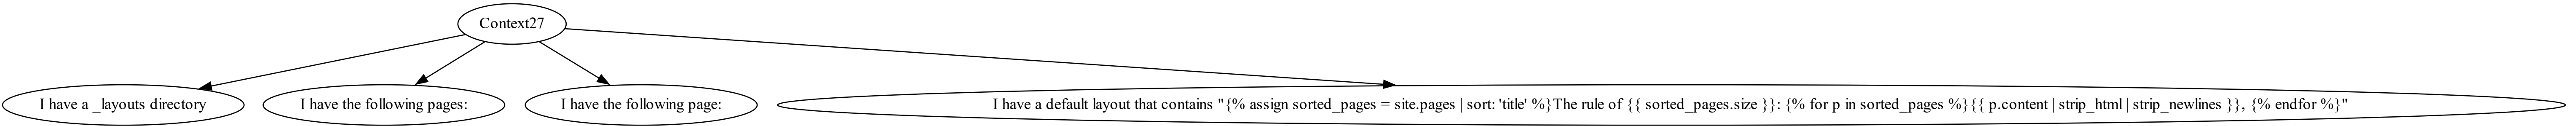 Context27
I have a _layouts directory
I have the following pages:
I have the following page:
I have a default layout that contains "{% assign sorted_pages = site.pages | sort: 'title' %}The rule of {{ sorted_pages.size }}: {% for p in sorted_pages %}{{ p.content | strip_html | strip_newlines }}, {% endfor %}"